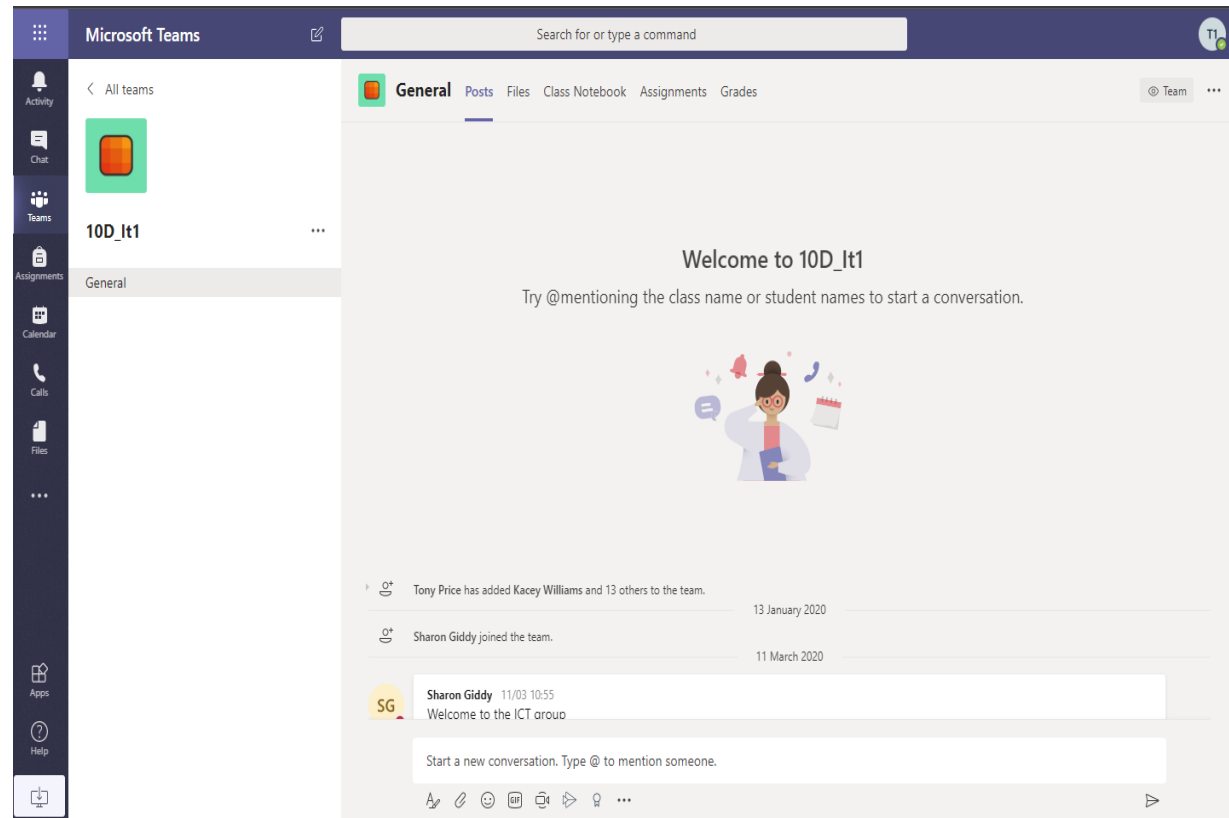 Microsoft Teams
Search for or type a command
T1
Activity
Chat
Teams
Assignments
Calendar
Calls
Files
Apps
Help
All teams
10D_It1
General
General Posts Files Class Notebook Assignments Grades
Team
Welcome to 10D_It1
Try @mentioning the class name or student names to start a conversation.
Tony Price has added Kacey Williams and 13 others to the team.
13 January 2020
Sharon Giddy joined the team.
11 March 2020
SG
Sharon Giddy 11/03 10:55
Welcome to the ICT group
Start a new conversation. Type @ to mention someone.
GIF